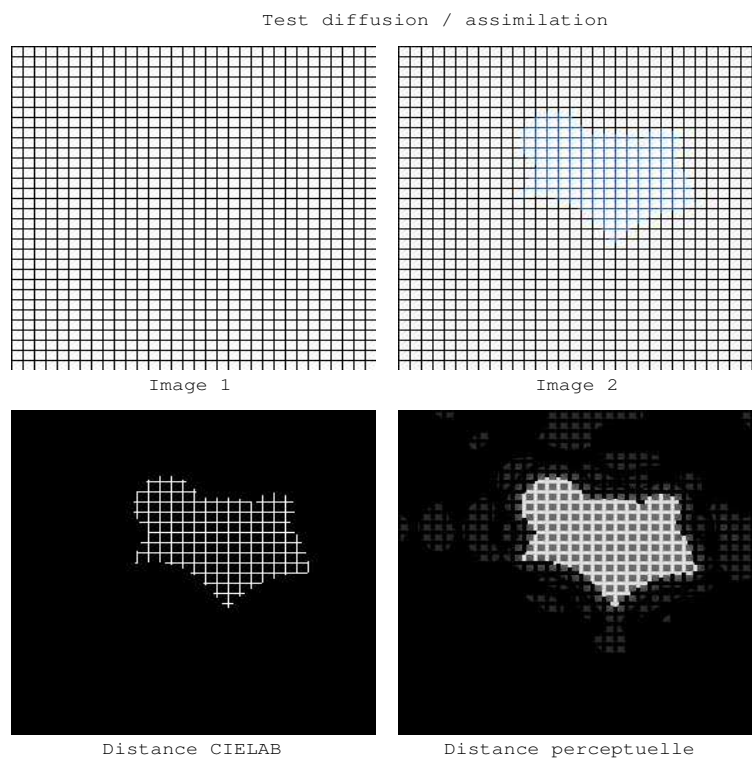 Test diffusion / assimilation
Image 1
Image 2
Distance CIELAB
Distance perceptuelle